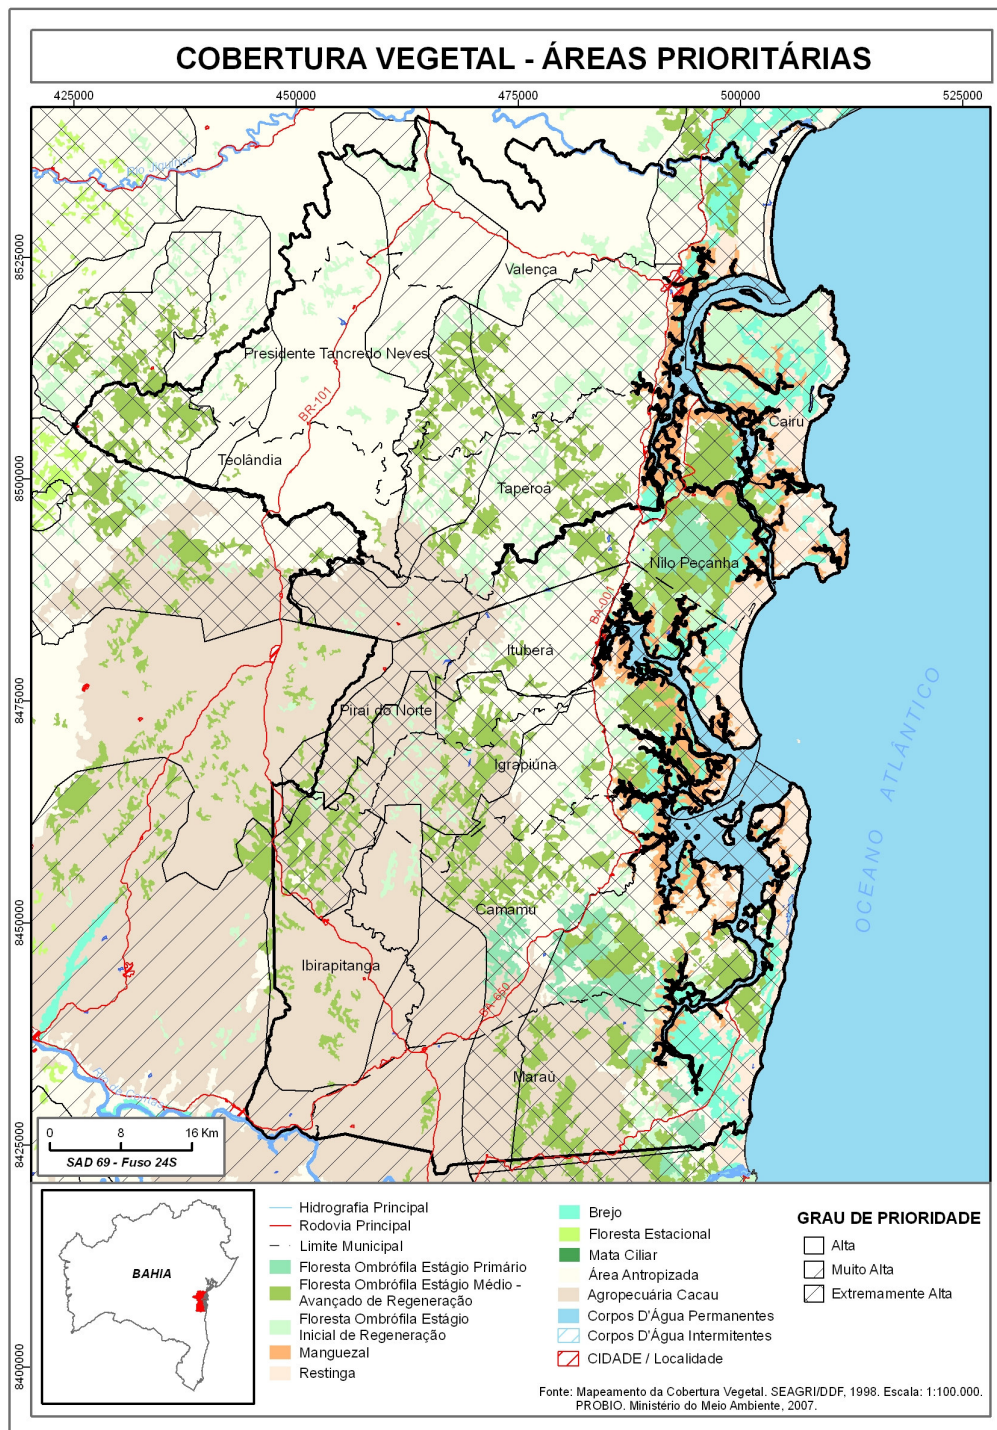 COBERTURA VEGETAL - ÁREAS PRIORITÁRIAS
425000
450000
475000
500000
525000
8525000
8500000
8475000
8450000
8425000
8400000
Rio Jiquiriçá
Valença
Presidente Tancredo Neves
BR-101
Cairu
Teolândia
Taperoá
Nilo Peçanha
BA-001
Ituberá
Piraí do Norte
Igrapiúna
OCEANO ATLÂNTICO
Camamu
Ibirapitanga
BA-650
Maraú
0 8 16 Km
SAD 69 - Fuso 24S
BAHIA
Hidrografia Principal
Rodovia Principal
Limite Municipal
Floresta Ombrófila Estágio Primário
Floresta Ombrófila Estágio Médio -
Avançado de Regeneração
Floresta Ombrófila Estágio
Inicial de Regeneração
Manguezal
Restinga
Brejo
Floresta Estacional
Mata Ciliar
Área Antropizada
Agropecuária Cacau
Corpos D'Água Permanentes
Corpos D'Água Intermitentes
CIDADE / Localidade
GRAU DE PRIORIDADE
Alta
Muito Alta
Extremamente Alta
Fonte: Mapeamento da Cobertura Vegetal. SEAGRI/DDF, 1998. Escala: 1:100.000.
PROBIO. Ministério do Meio Ambiente, 2007.